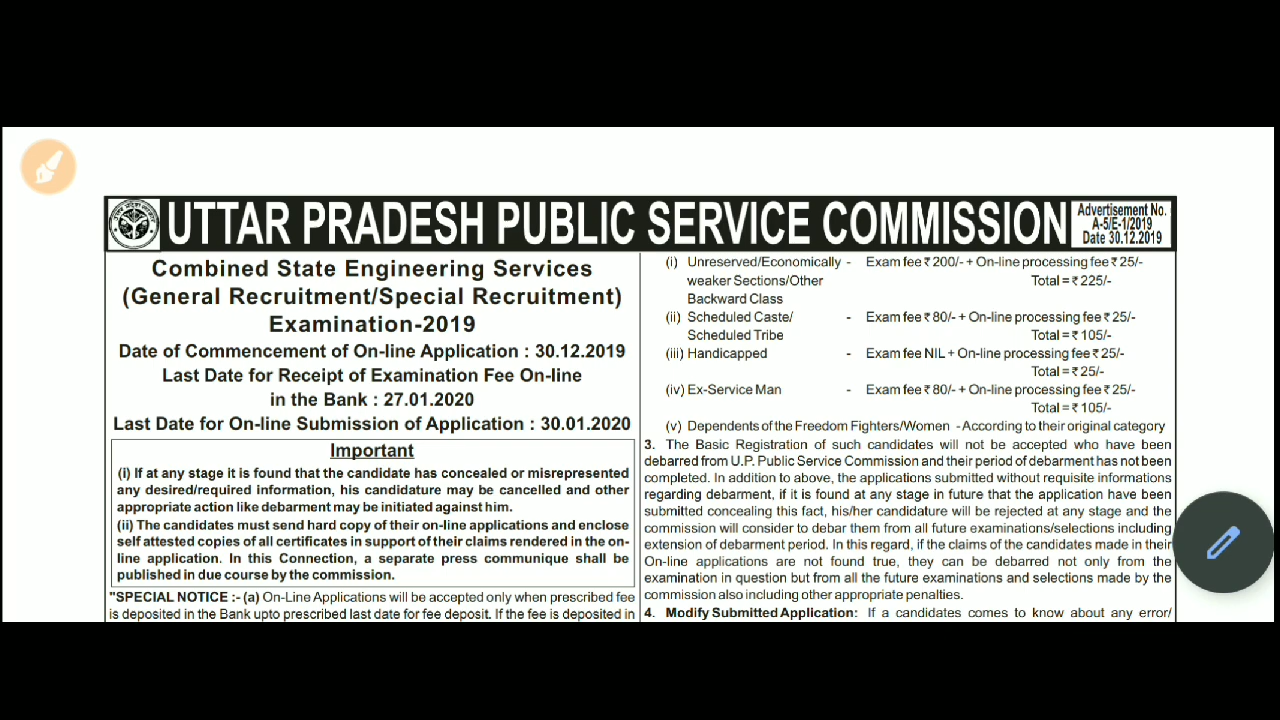 UTTAR PRADESH PUBLIC SERVICE COMMISSION
Advertisement No.
A-5/E-1/2019
Date 30.12.2019
Combined State Engineering Services
(General Recruitment/Special Recruitment)
Examination-2019
Date of Commencement of On-line Application : 30.12.2019
Last Date for Receipt of Examination Fee On-line
in the Bank : 27.01.2020
Last Date for On-line Submission of Application : 30.01.2020
Important
(i) If at any stage it is found that the candidate has concealed or misrepresented
any desired/required information, his candidature may be cancelled and other
appropriate action like debarment may be initiated against him.
(ii) The candidates must send hard copy of their on-line applications and enclose
self attested copies of all certificates in support of their claims rendered in the on-
line application. In this Connection, a separate press communique shall be
published in due course by the commission.
"SPECIAL NOTICE :- (a) On-Line Applications will be accepted only when prescribed fee
is deposited in the Bank upto prescribed last date for fee deposit. If the fee is deposited in
(i) Unreserved/Economically - Exam fee ₹ 200/- + On-line processing fee ₹ 25/-
weaker Sections/Other Total = ₹ 225/-
Backward Class
(ii) Scheduled Caste/ - Exam fee ₹ 80/- + On-line processing fee ₹ 25/-
Scheduled Tribe Total = ₹ 105/-
(iii) Handicapped - Exam fee NIL + On-line processing fee ₹ 25/-
Total = ₹ 25/-
(iv) Ex-Service Man - Exam fee ₹ 80/- + On-line processing fee ₹ 25/-
Total = ₹ 105/-
(v) Dependents of the Freedom Fighters/Women - According to their original category
3. The Basic Registration of such candidates will not be accepted who have been
debarred from U.P. Public Service Commission and their period of debarment has not been
completed. In addition to above, the applications submitted without requisite informations
regarding debarment, if it is found at any stage in future that the application have been
submitted concealing this fact, his/her candidature will be rejected at any stage and the
commission will consider to debar them from all future examinations/selections including
extension of debarment period. In this regard, if the claims of the candidates made in their
On-line applications are not found true, they can be debarred not only from the
examination in question but from all the future examinations and selections made by the
commission also including other appropriate penalties.
4. Modify Submitted Application: If a candidates comes to know about any error/